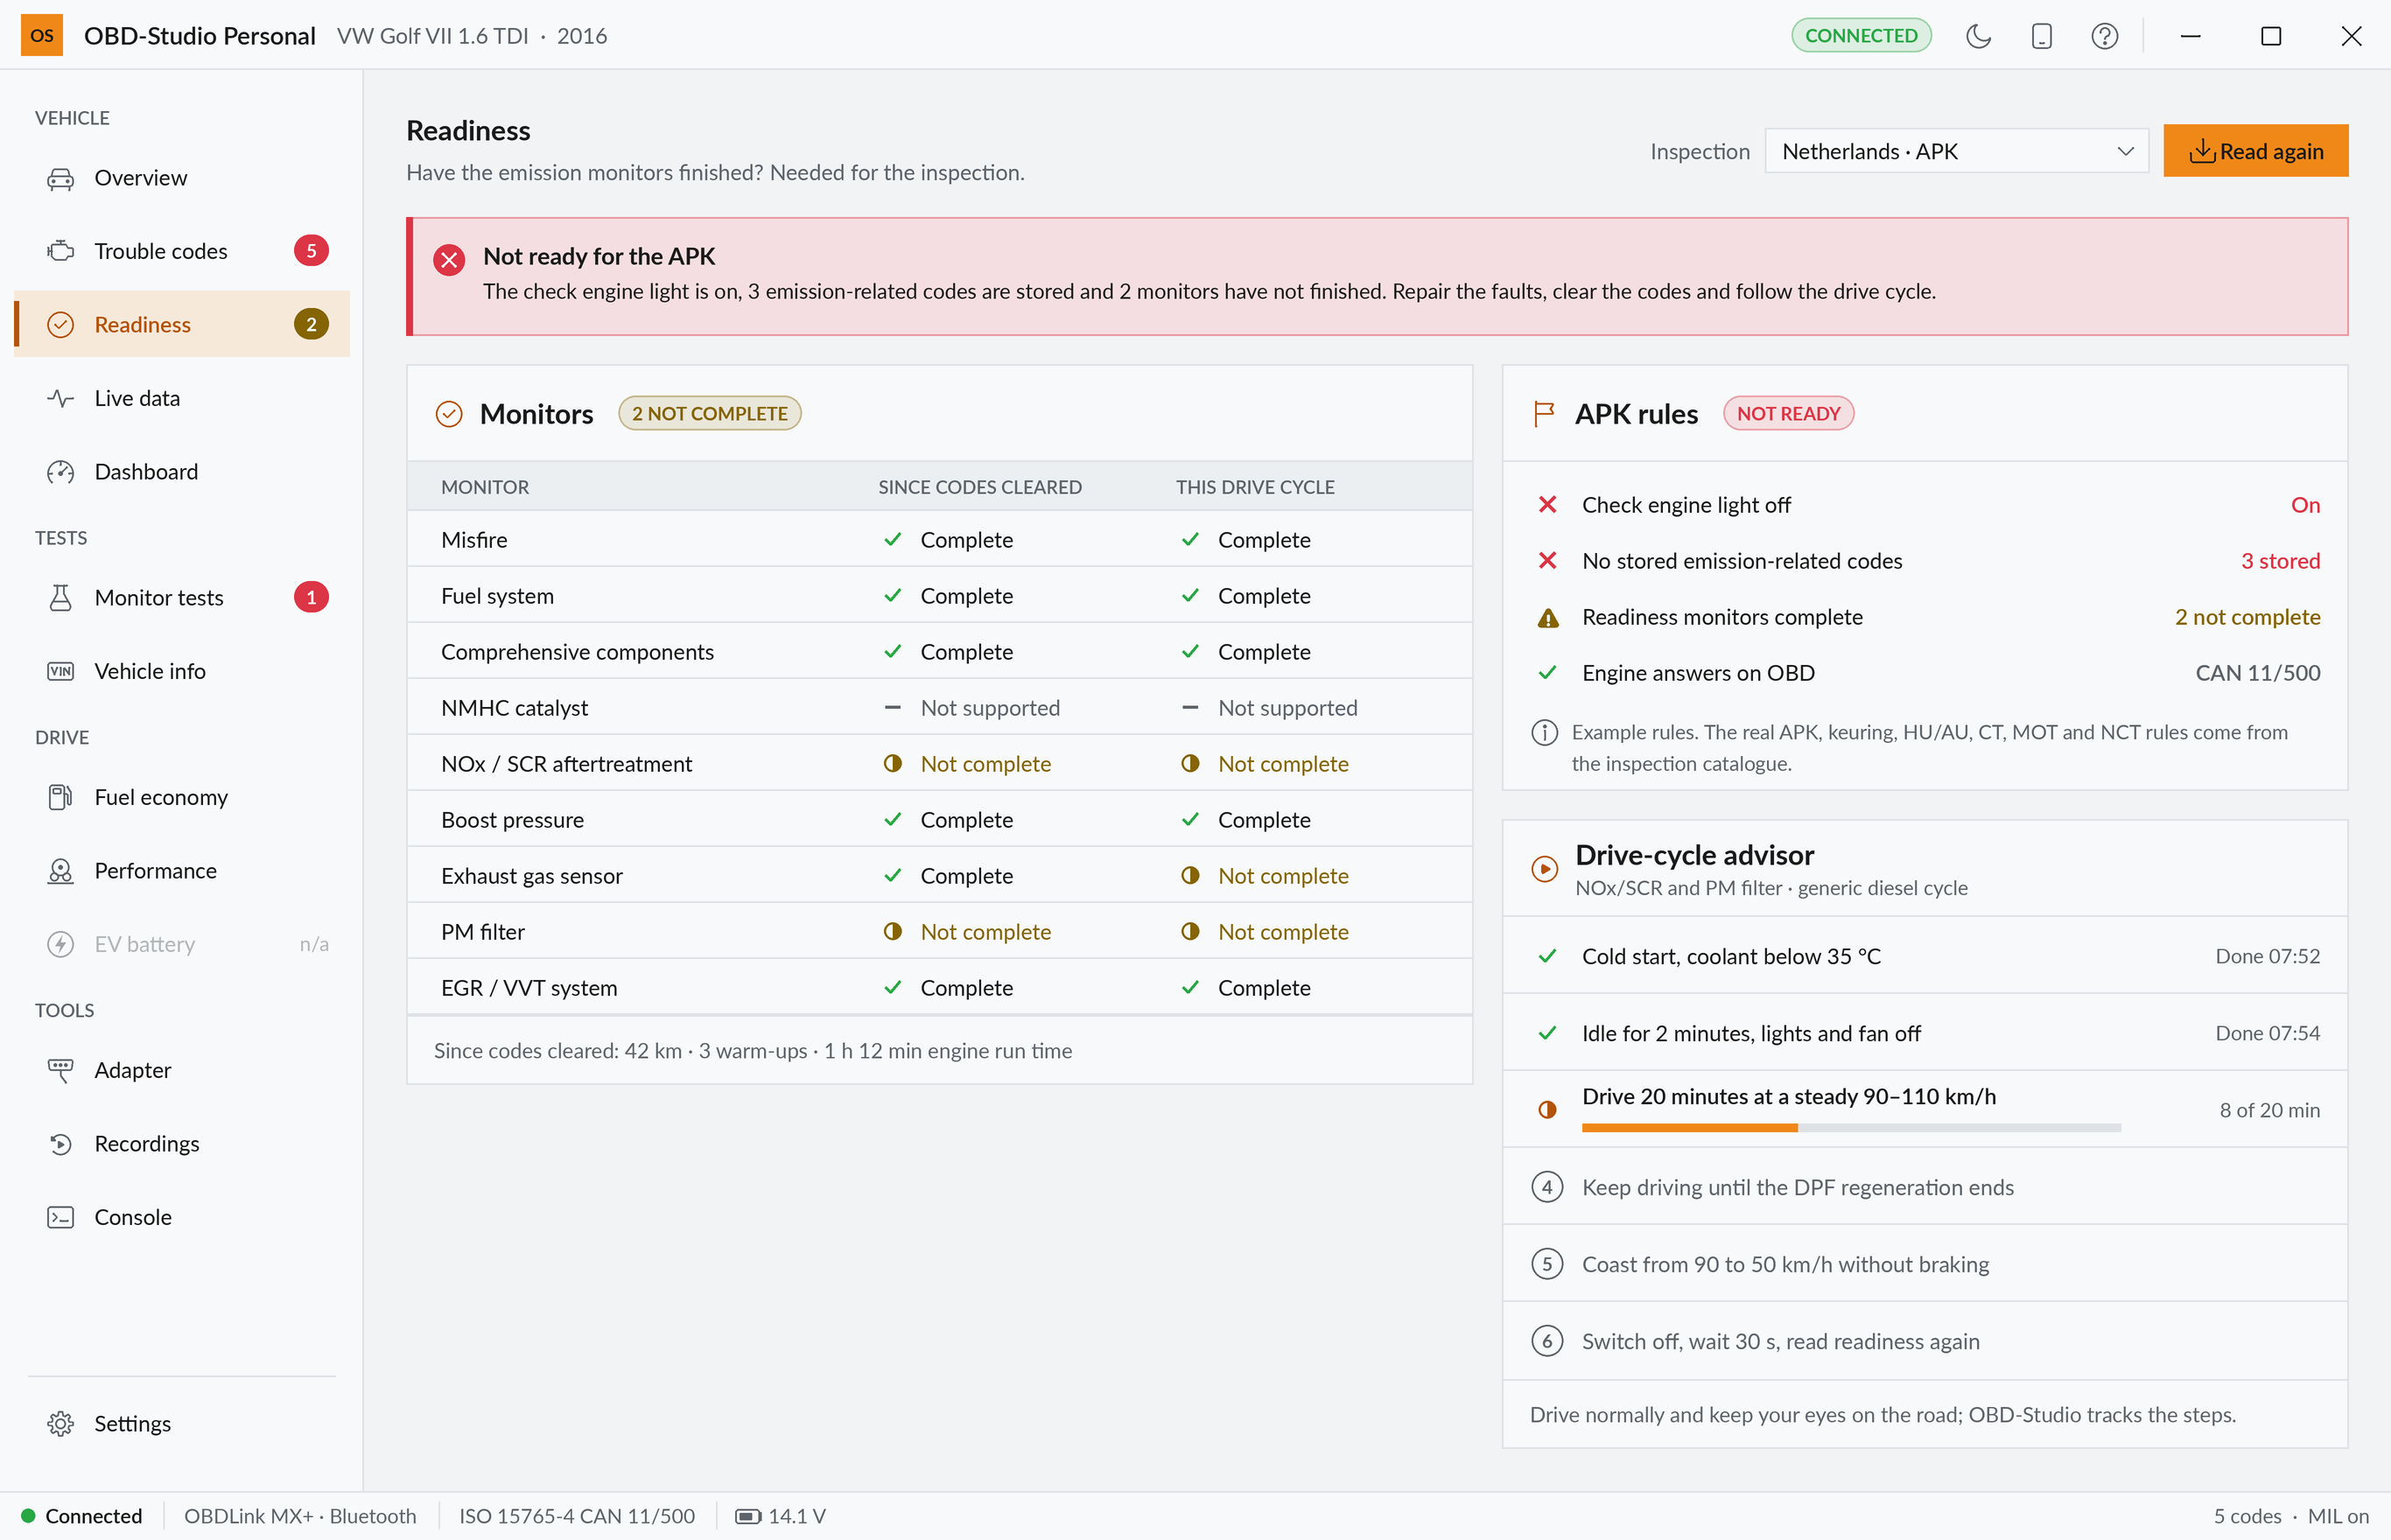 OS OBD-Studio Personal VW Golf VII 1.6 TDI · 2016 CONNECTED
VEHICLE
Overview
Trouble codes 5
Readiness 2
Live data
Dashboard
TESTS
Monitor tests 1
VIN Vehicle info
DRIVE
Fuel economy
Performance
EV battery n/a
TOOLS
Adapter
Recordings
Console
Settings
Readiness
Have the emission monitors finished? Needed for the inspection.
Inspection Netherlands · APK Read again
Not ready for the APK
The check engine light is on, 3 emission-related codes are stored and 2 monitors have not finished. Repair the faults, clear the codes and follow the drive cycle.
Monitors 2 NOT COMPLETE
MONITOR SINCE CODES CLEARED THIS DRIVE CYCLE
Misfire Complete Complete
Fuel system Complete Complete
Comprehensive components Complete Complete
NMHC catalyst Not supported Not supported
NOx / SCR aftertreatment Not complete Not complete
Boost pressure Complete Complete
Exhaust gas sensor Complete Not complete
PM filter Not complete Not complete
EGR / VVT system Complete Complete
Since codes cleared: 42 km · 3 warm-ups · 1 h 12 min engine run time
APK rules NOT READY
Check engine light off On
No stored emission-related codes 3 stored
Readiness monitors complete 2 not complete
Engine answers on OBD CAN 11/500
Example rules. The real APK, keuring, HU/AU, CT, MOT and NCT rules come from
the inspection catalogue.
Drive-cycle advisor
NOx/SCR and PM filter · generic diesel cycle
Cold start, coolant below 35 °C Done 07:52
Idle for 2 minutes, lights and fan off Done 07:54
Drive 20 minutes at a steady 90–110 km/h 8 of 20 min
4 Keep driving until the DPF regeneration ends
5 Coast from 90 to 50 km/h without braking
6 Switch off, wait 30 s, read readiness again
Drive normally and keep your eyes on the road; OBD-Studio tracks the steps.
Connected OBDLink MX+ · Bluetooth ISO 15765-4 CAN 11/500 14.1 V 5 codes · MIL on